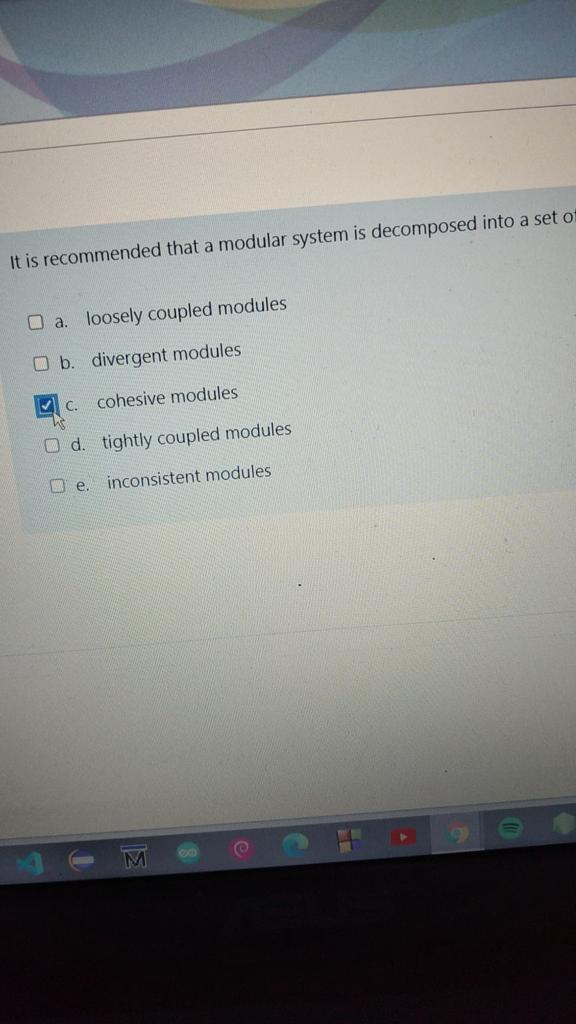 It is recommended that a modular system is decomposed into a set of
a. loosely coupled modules
b. divergent modules
c. cohesive modules
d. tightly coupled modules
e. inconsistent modules
M